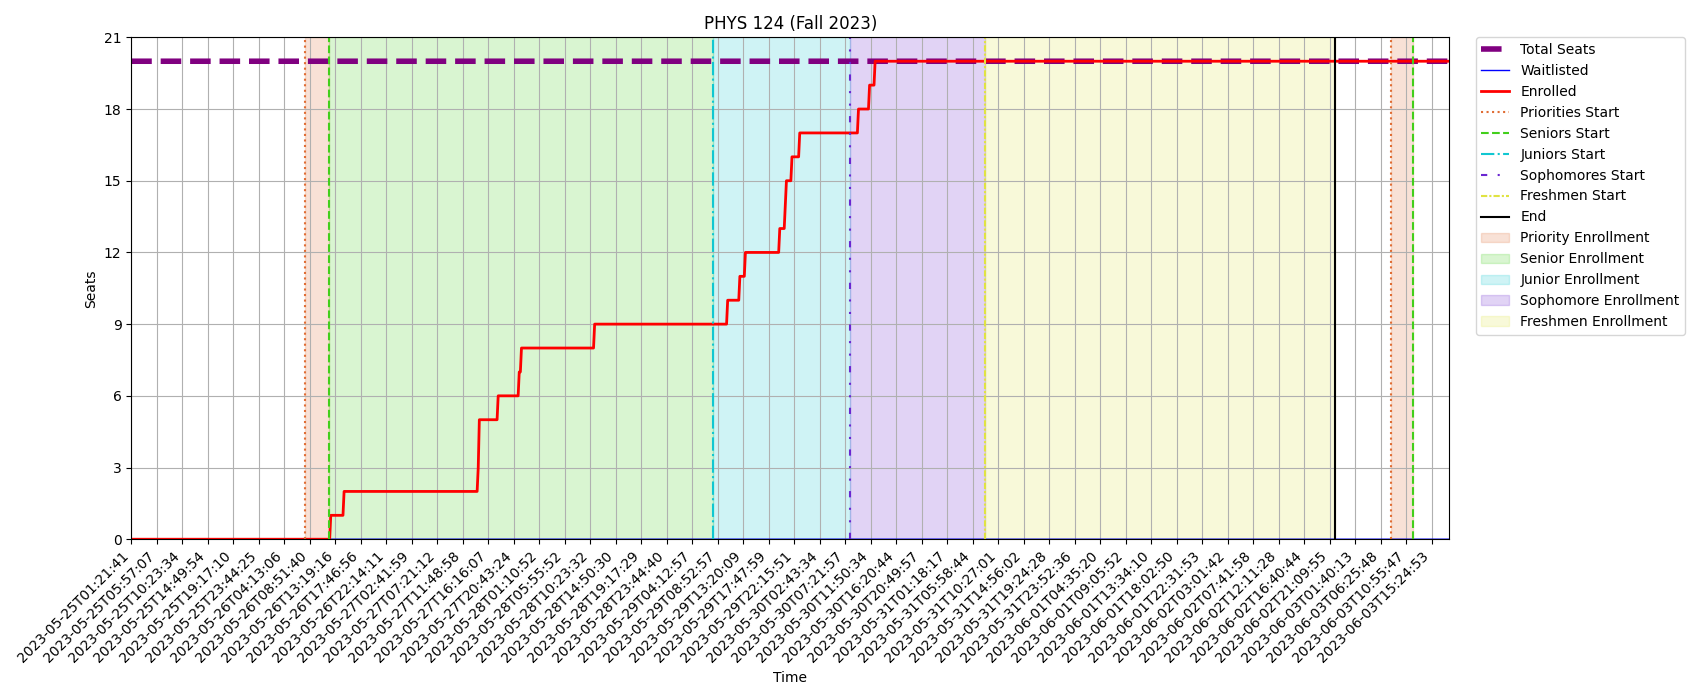 PHYS 124 (Fall 2023)
21
18
15
12
9
6
3
0
Seats
2023-05-25T01:21:41
2023-05-25T05:57:07
2023-05-25T10:23:34
2023-05-25T14:49:54
2023-05-25T19:17:10
2023-05-25T23:44:25
2023-05-26T04:13:06
2023-05-26T08:51:40
2023-05-26T13:19:16
2023-05-26T17:46:56
2023-05-26T22:14:11
2023-05-27T02:41:59
2023-05-27T07:21:12
2023-05-27T11:48:58
2023-05-27T16:16:07
2023-05-27T20:43:24
2023-05-28T01:10:52
2023-05-28T05:55:52
2023-05-28T10:23:32
2023-05-28T14:50:30
2023-05-28T19:17:29
2023-05-28T23:44:40
2023-05-29T04:12:57
2023-05-29T08:52:57
2023-05-29T13:20:09
2023-05-29T17:47:59
2023-05-29T22:15:51
2023-05-30T02:43:34
2023-05-30T07:21:57
2023-05-30T11:50:34
2023-05-30T16:20:44
2023-05-30T20:49:57
2023-05-31T01:18:17
2023-05-31T05:58:44
2023-05-31T10:27:01
2023-05-31T14:56:02
2023-05-31T19:24:28
2023-05-31T23:52:36
2023-06-01T04:35:20
2023-06-01T09:05:52
2023-06-01T13:34:10
2023-06-01T18:02:50
2023-06-01T22:31:53
2023-06-02T03:01:42
2023-06-02T07:41:58
2023-06-02T12:11:28
2023-06-02T16:40:44
2023-06-02T21:09:55
2023-06-03T01:40:13
2023-06-03T06:25:48
2023-06-03T10:55:47
2023-06-03T15:24:53
Time
Total Seats
Waitlisted
Enrolled
Priorities Start
Seniors Start
Juniors Start
Sophomores Start
Freshmen Start
End
Priority Enrollment
Senior Enrollment
Junior Enrollment
Sophomore Enrollment
Freshmen Enrollment